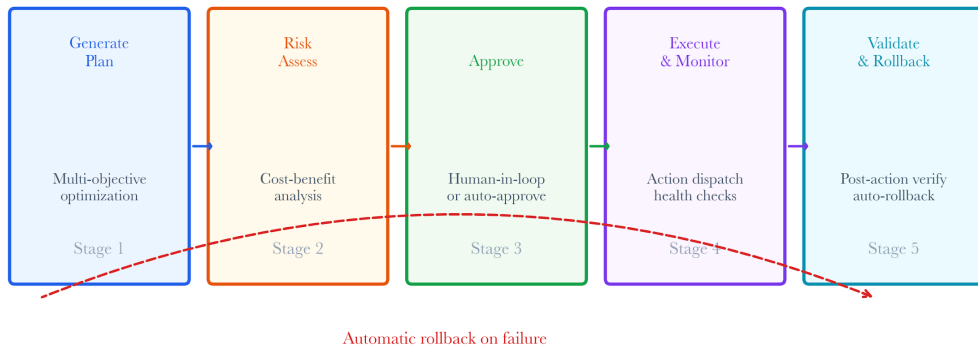 Generate
Plan
Multi-objective
optimization
Stage 1
Risk
Assess
Cost-benefit
analysis
Stage 2
Approve
Human-in-loop
or auto-approve
Stage 3
Execute
& Monitor
Action dispatch
health checks
Stage 4
Validate
& Rollback
Post-action verify
auto-rollback
Stage 5
Automatic rollback on failure